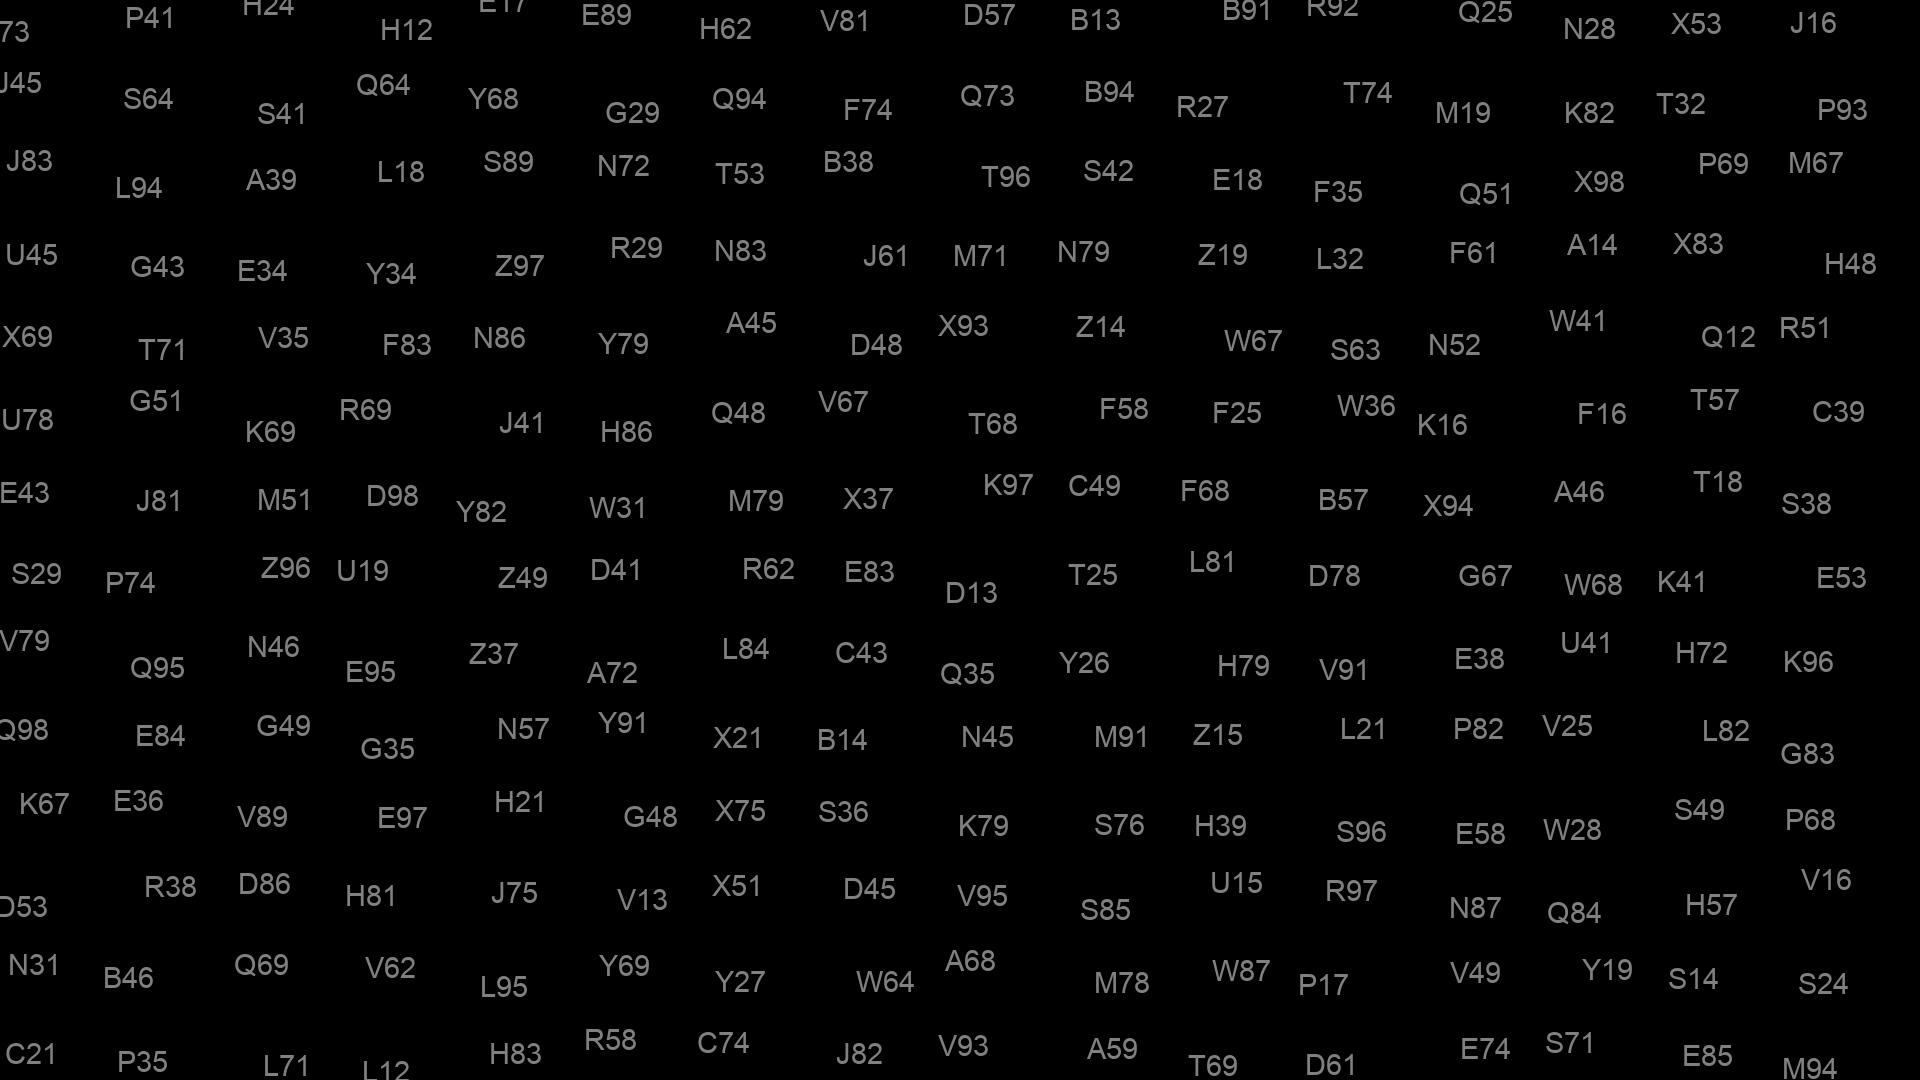 73 P41 H24 H12 E17 E89 H62 V81 D57 B13 B91 R92 Q25 N28 X53 J16
J45 S64 S41 Q64 Y68 G29 Q94 F74 Q73 B94 R27 T74 M19 K82 T32 P93
J83 L94 A39 L18 S89 N72 T53 B38 T96 S42 E18 F35 Q51 X98 P69 M67
U45 G43 E34 Y34 Z97 R29 N83 J61 M71 N79 Z19 L32 F61 A14 X83 H48
X69 T71 V35 F83 N86 Y79 A45 D48 X93 Z14 W67 S63 N52 W41 Q12 R51
U78 G51 K69 R69 J41 H86 Q48 V67 T68 F58 F25 W36 K16 F16 T57 C39
E43 J81 M51 D98 Y82 W31 M79 X37 K97 C49 F68 B57 X94 A46 T18 S38
S29 P74 Z96 U19 Z49 D41 R62 E83 D13 T25 L81 D78 G67 W68 K41 E53
V79 Q95 N46 E95 Z37 A72 L84 C43 Q35 Y26 H79 V91 E38 U41 H72 K96
Q98 E84 G49 G35 N57 Y91 X21 B14 N45 M91 Z15 L21 P82 V25 L82 G83
K67 E36 V89 E97 H21 G48 X75 S36 K79 S76 H39 S96 E58 W28 S49 P68
D53 R38 D86 H81 J75 V13 X51 D45 V95 S85 U15 R97 N87 Q84 H57 V16
N31 B46 Q69 V62 L95 Y69 Y27 W64 A68 M78 W87 P17 V49 Y19 S14 S24
C21 P35 L71 L12 H83 R58 C74 J82 V93 A59 T69 D61 E74 S71 E85 M94